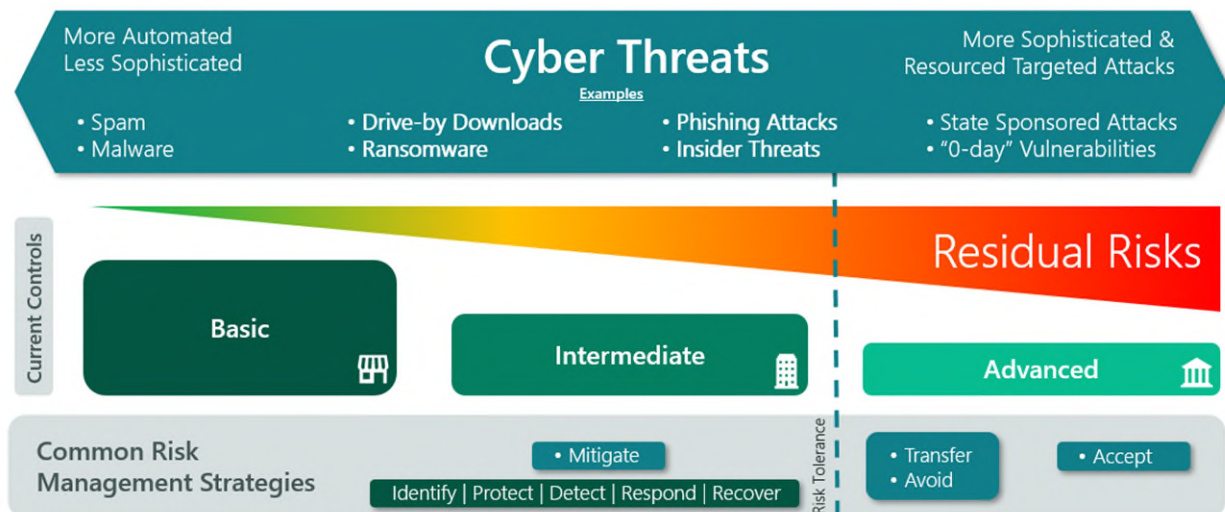 More Automated
Less Sophisticated
Cyber Threats
Examples
More Sophisticated &
Resourced Targeted Attacks
• Spam
• Malware
• Drive-by Downloads
• Ransomware
• Phishing Attacks
• Insider Threats
• State Sponsored Attacks
• “0-day” Vulnerabilities
Residual Risks
Current Controls
Basic
Intermediate
Advanced
Common Risk
Management Strategies
• Mitigate
Identify | Protect | Detect | Respond | Recover
Risk Tolerance
• Transfer
• Avoid
• Accept